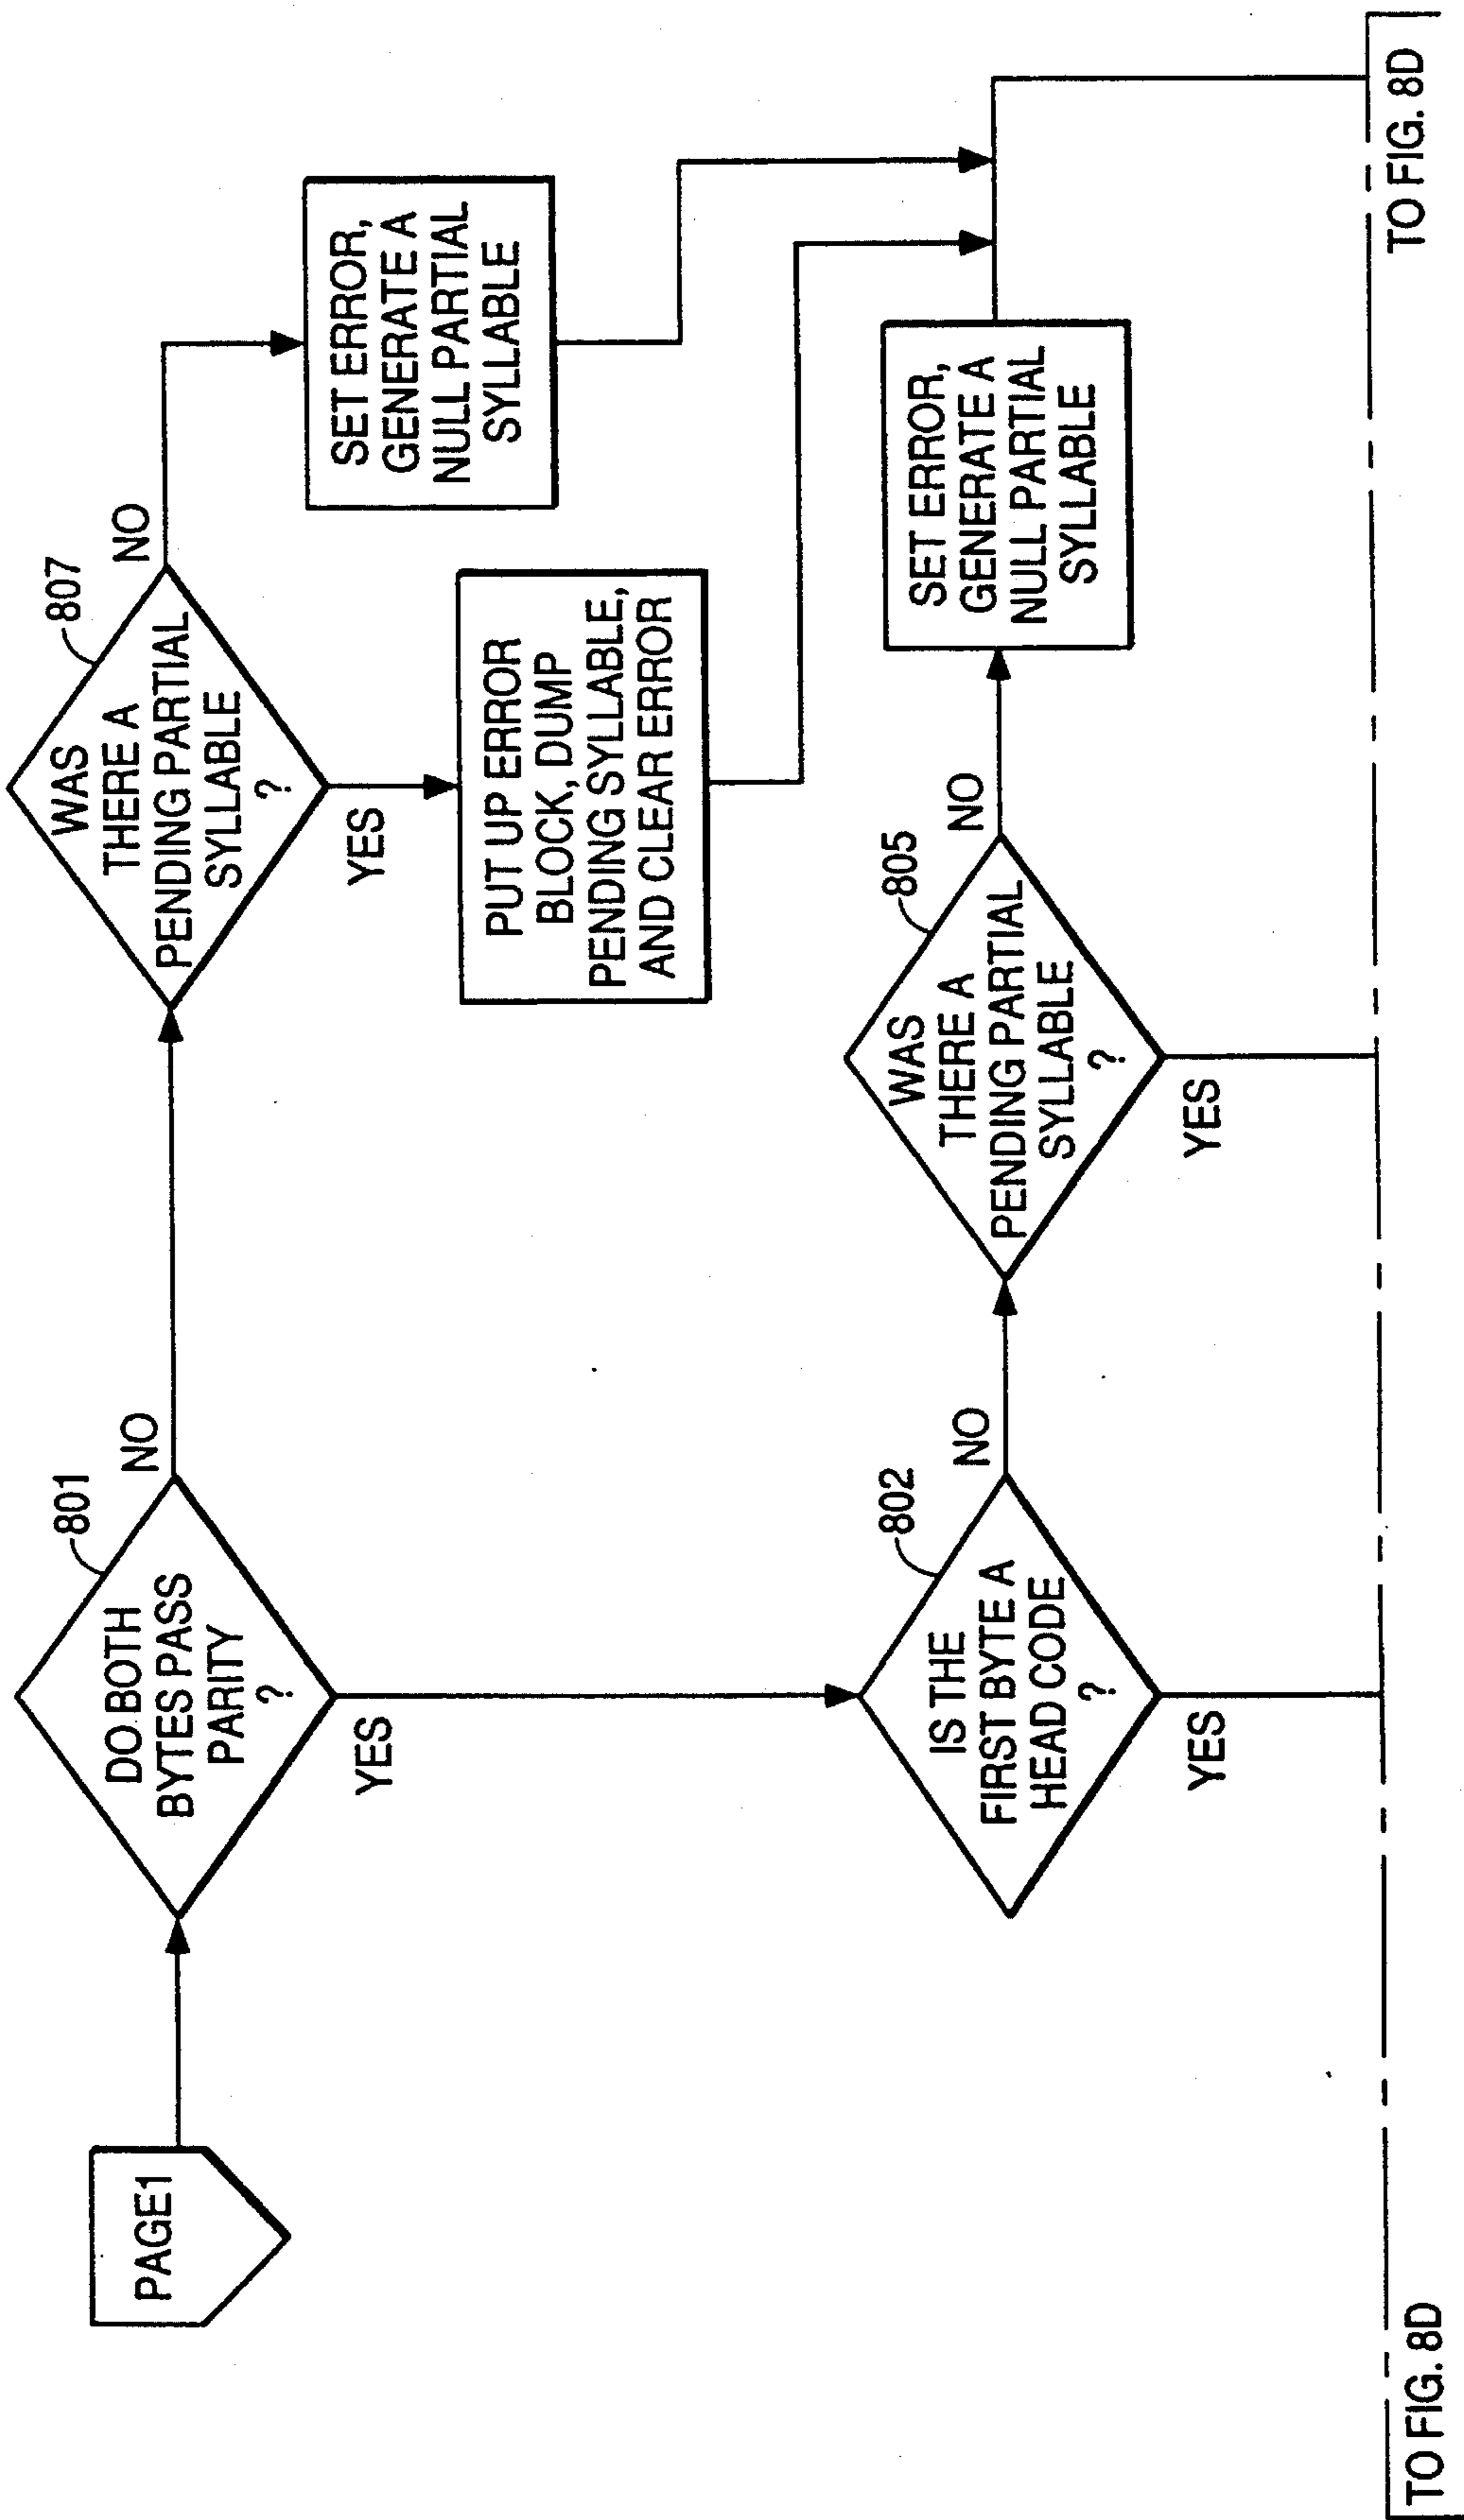 PAGE1
801
DO BOTH
BYTES PASS
PARITY
?
NO
YES
807
WAS
THERE A
PENDING PARTIAL
SYLLABLE
?
NO
YES
SET ERROR,
GENERATE A
NULL PARTIAL
SYLLABLE
PUT UP ERROR
BLOCK, DUMP
PENDING SYLLABLE,
AND CLEAR ERROR
802
IS THE
FIRST BYTE A
HEAD CODE
?
NO
YES
805
WAS
THERE A
PENDING PARTIAL
SYLLABLE
?
NO
YES
SET ERROR,
GENERATE A
NULL PARTIAL
SYLLABLE
TO FIG. 8D
TO FIG. 8D